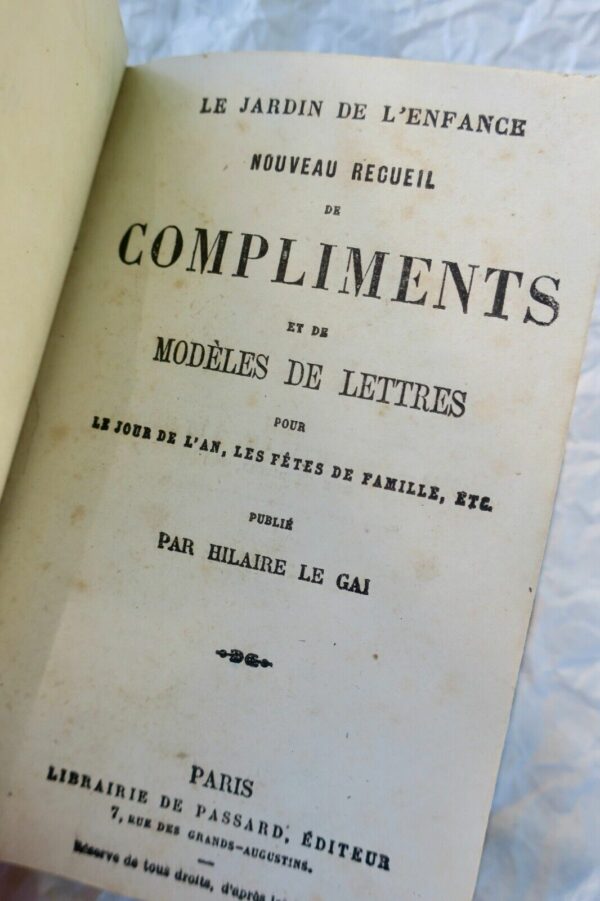 LE JARDIN DE L'ENFANCE
NOUVEAU RECUEIL
DE
COMPLIMENTS
ET DE
MODÈLES DE LETTRES
POUR
LE JOUR DE L'AN, LES FÊTES DE FAMILLE, ETC.
PUBLIÉ
PAR HILAIRE LE GAI
PARIS
LIBRAIRIE DE PASSARD, ÉDITEUR
7, RUE DES GRANDS-AUGUSTINS.
Réserve de tous droits, d'après